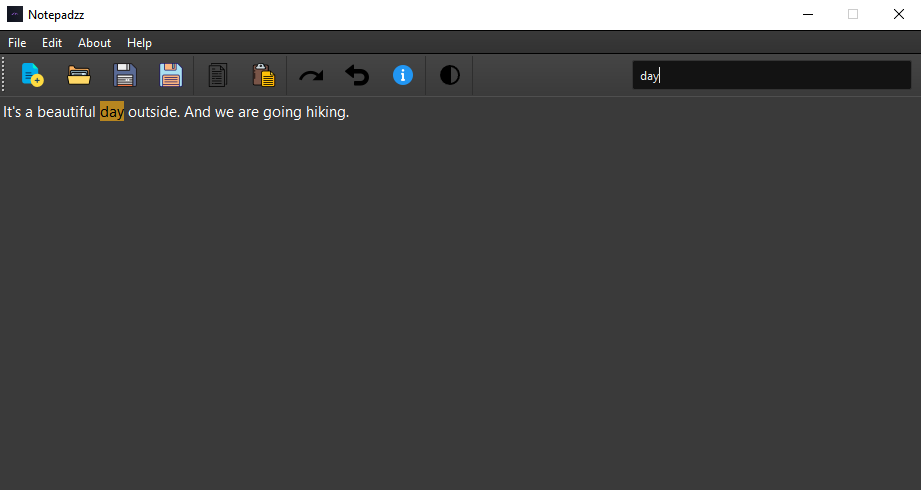 Notepadzz
File Edit About Help
day
It's a beautiful day outside. And we are going hiking.